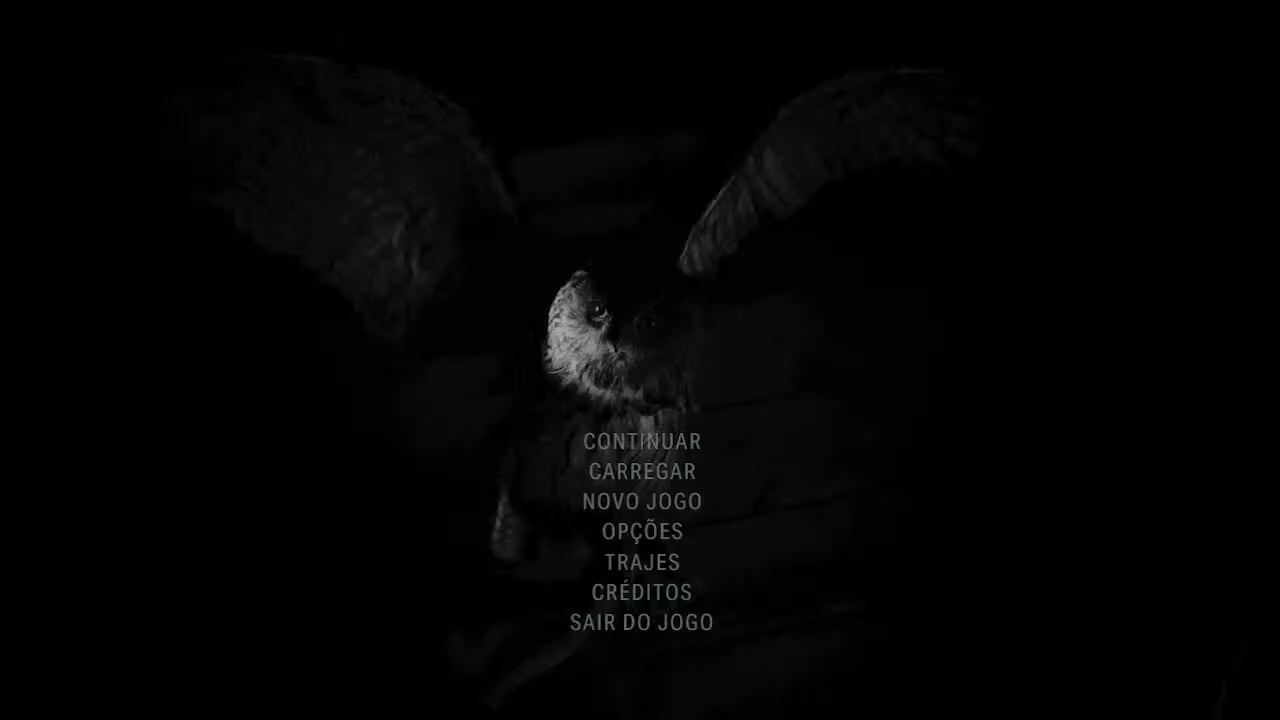 CONTINUAR
CARREGAR
NOVO JOGO
OPÇÕES
TRAJES
CRÉDITOS
SAIR DO JOGO